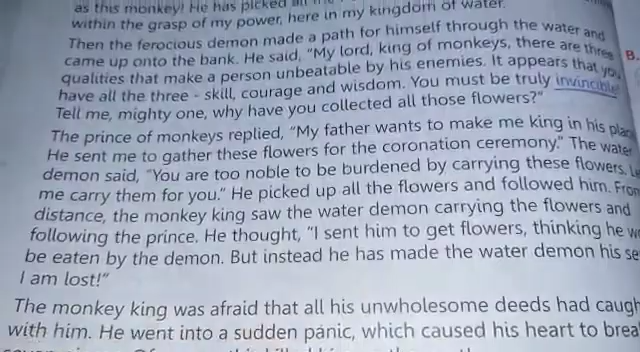 as this monkey! He has picked all
within the grasp of my power, here in my kingdom of water.
Then the ferocious demon made a path for himself through the water and
came up onto the bank. He said, “My lord, king of monkeys, there are three
B.
qualities that make a person unbeatable by his enemies. It appears that you
have all the three - skill, courage and wisdom. You must be truly invincible!
Tell me, mighty one, why have you collected all those flowers?”
The prince of monkeys replied, “My father wants to make me king in his place
He sent me to gather these flowers for the coronation ceremony.” The water
demon said, “You are too noble to be burdened by carrying these flowers. Le
me carry them for you.” He picked up all the flowers and followed him. From
distance, the monkey king saw the water demon carrying the flowers and
following the prince. He thought, “I sent him to get flowers, thinking he wo
be eaten by the demon. But instead he has made the water demon his se
I am lost!”
The monkey king was afraid that all his unwholesome deeds had caugh
with him. He went into a sudden panic, which caused his heart to brea